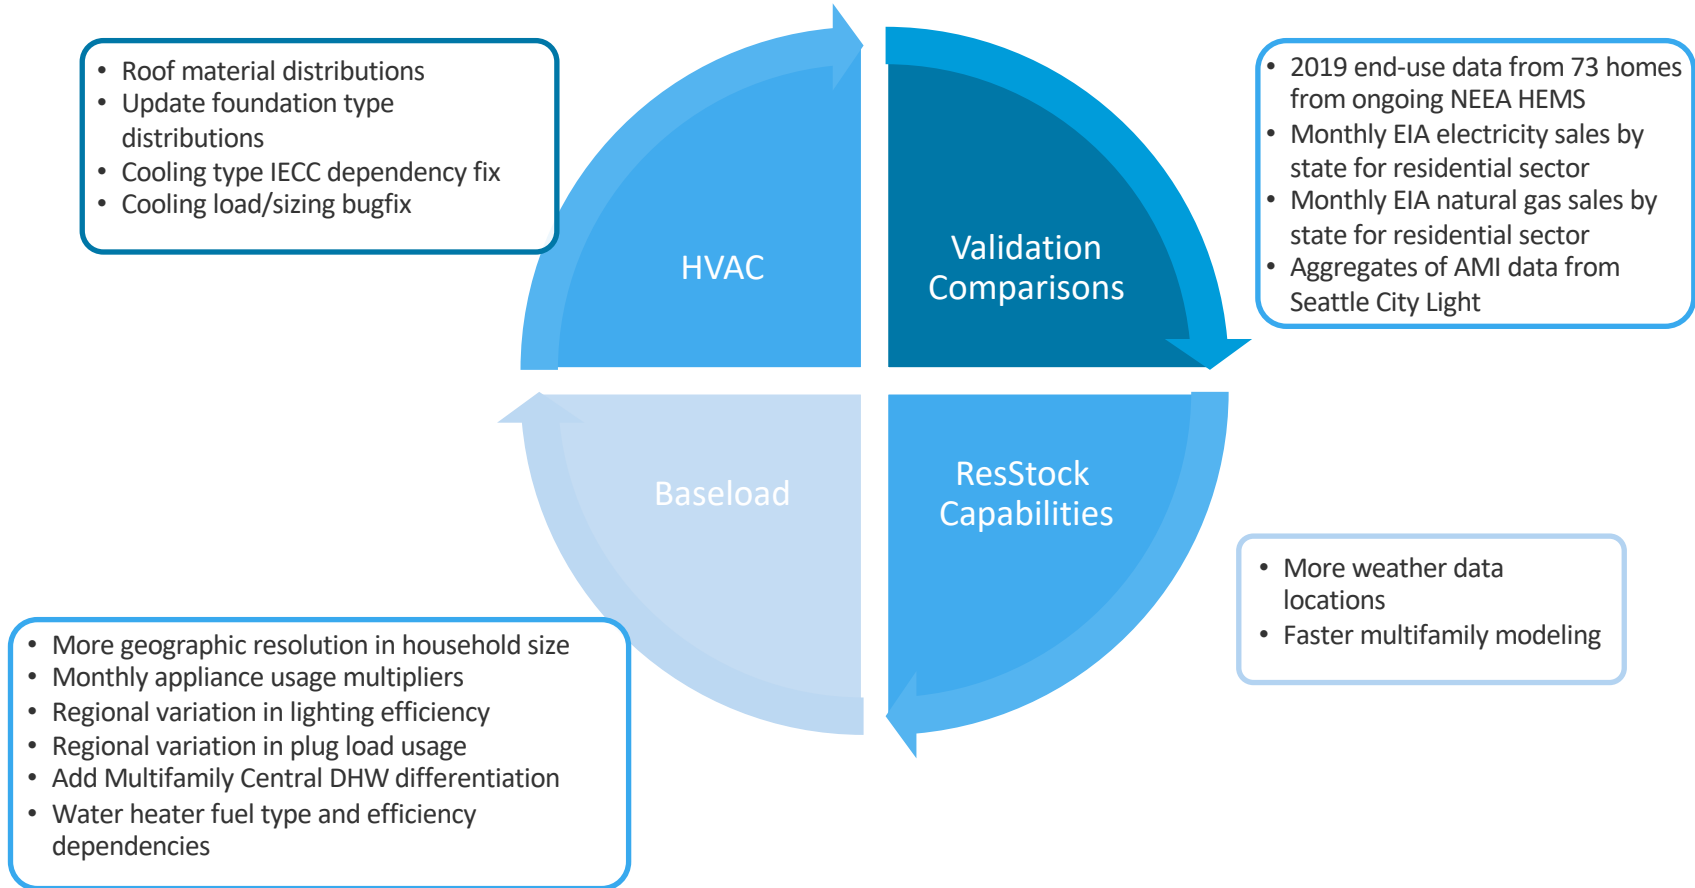 • Roof material distributions
• Update foundation type
distributions
• Cooling type IECC dependency fix
• Cooling load/sizing bugfix
HVAC
Validation
Comparisons
• 2019 end-use data from 73 homes
from ongoing NEEA HEMS
• Monthly EIA electricity sales by
state for residential sector
• Monthly EIA natural gas sales by
state for residential sector
• Aggregates of AMI data from
Seattle City Light
Baseload
ResStock
Capabilities
• More weather data
locations
• Faster multifamily modeling
• More geographic resolution in household size
• Monthly appliance usage multipliers
• Regional variation in lighting efficiency
• Regional variation in plug load usage
• Add Multifamily Central DHW differentiation
• Water heater fuel type and efficiency
dependencies